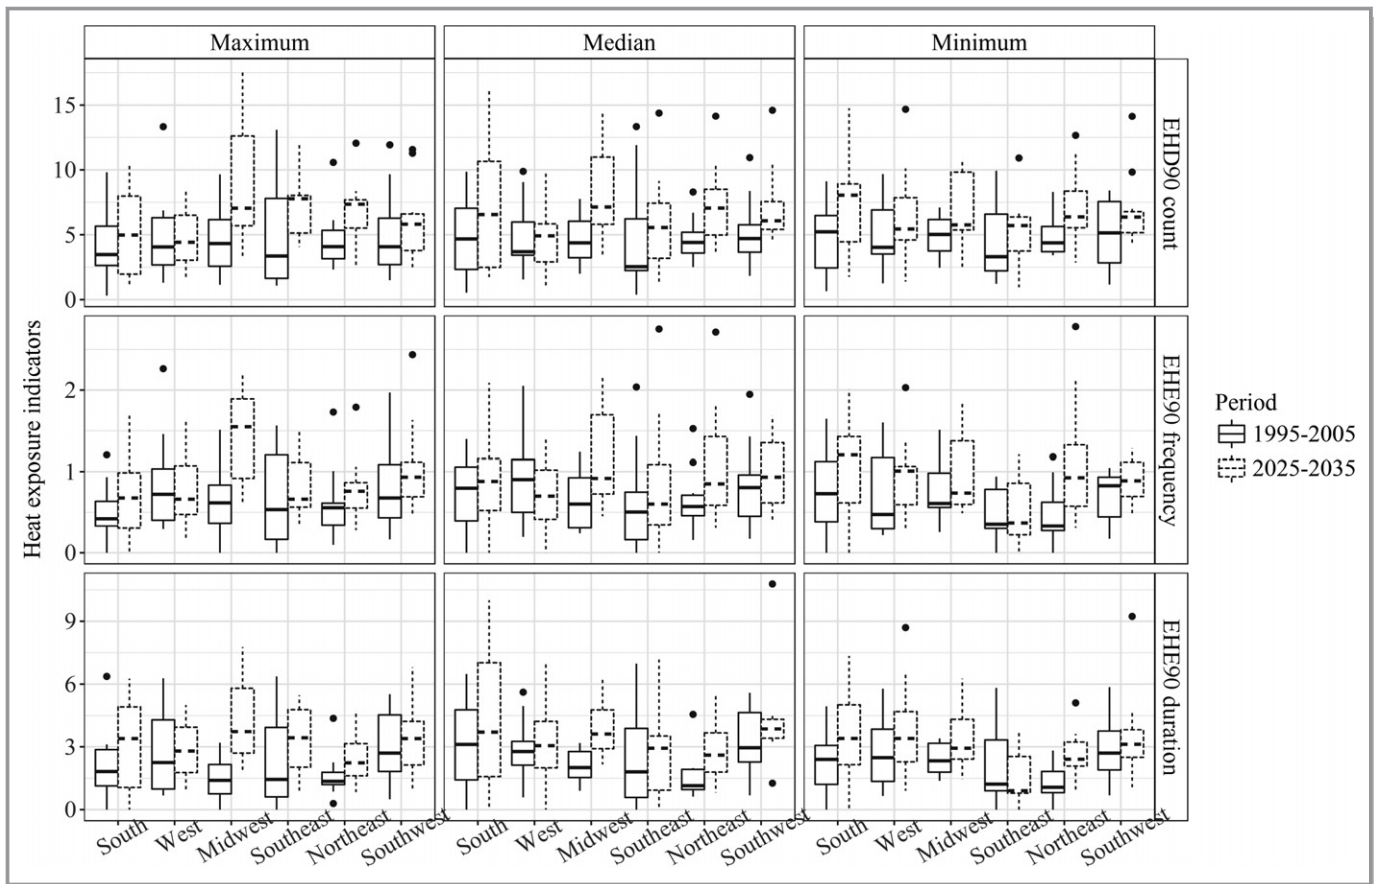 Maximum Median Minimum
15
10
5
0
EHD90 count
Heat exposure indicators
2
1
0
EHE90 frequency
Period
1995-2005
2025-2035
9
6
3
0
EHE90 duration
South West Midwest Southeast Northeast Southwest South West Midwest Southeast Northeast Southwest South West Midwest Southeast Northeast Southwest